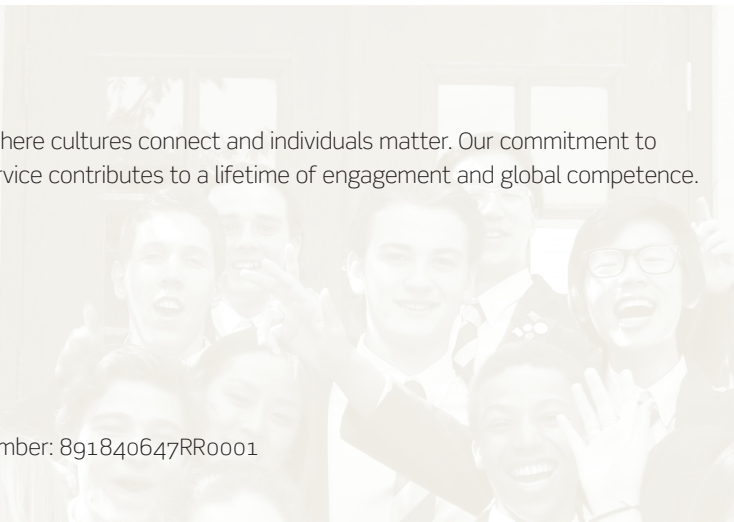 here cultures connect and individuals matter. Our commitment to
rvice contributes to a lifetime of engagement and global competence.
mber: 891840647RR0001